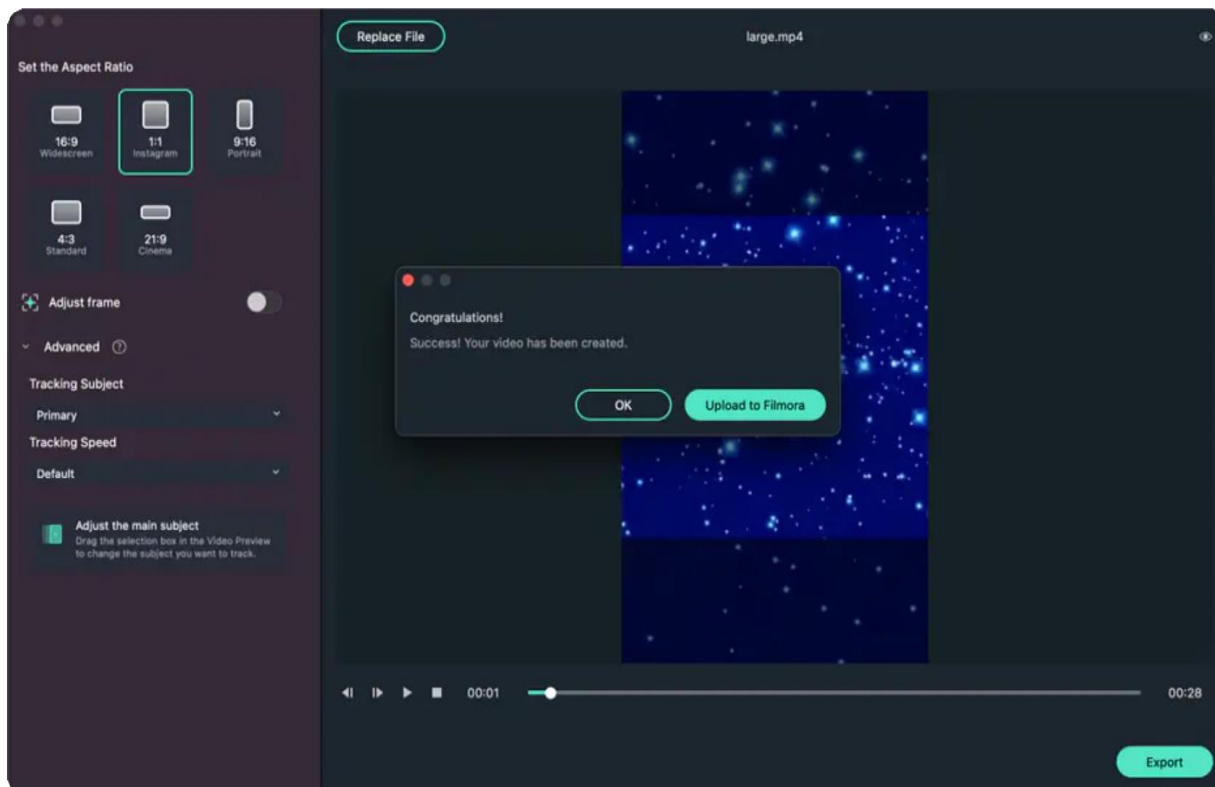 Replace File
large.mp4
Set the Aspect Ratio
16:9
Widescreen
1:1
Instagram
9:16
Portrait
4:3
Standard
21:9
Cinema
Adjust frame
Advanced ?
Tracking Subject
Primary
Tracking Speed
Default
Adjust the main subject
Drag the selection box in the Video Preview
to change the subject you want to track.
Congratulations!
Success! Your video has been created.
OK
Upload to Filmora
00:01
00:28
Export